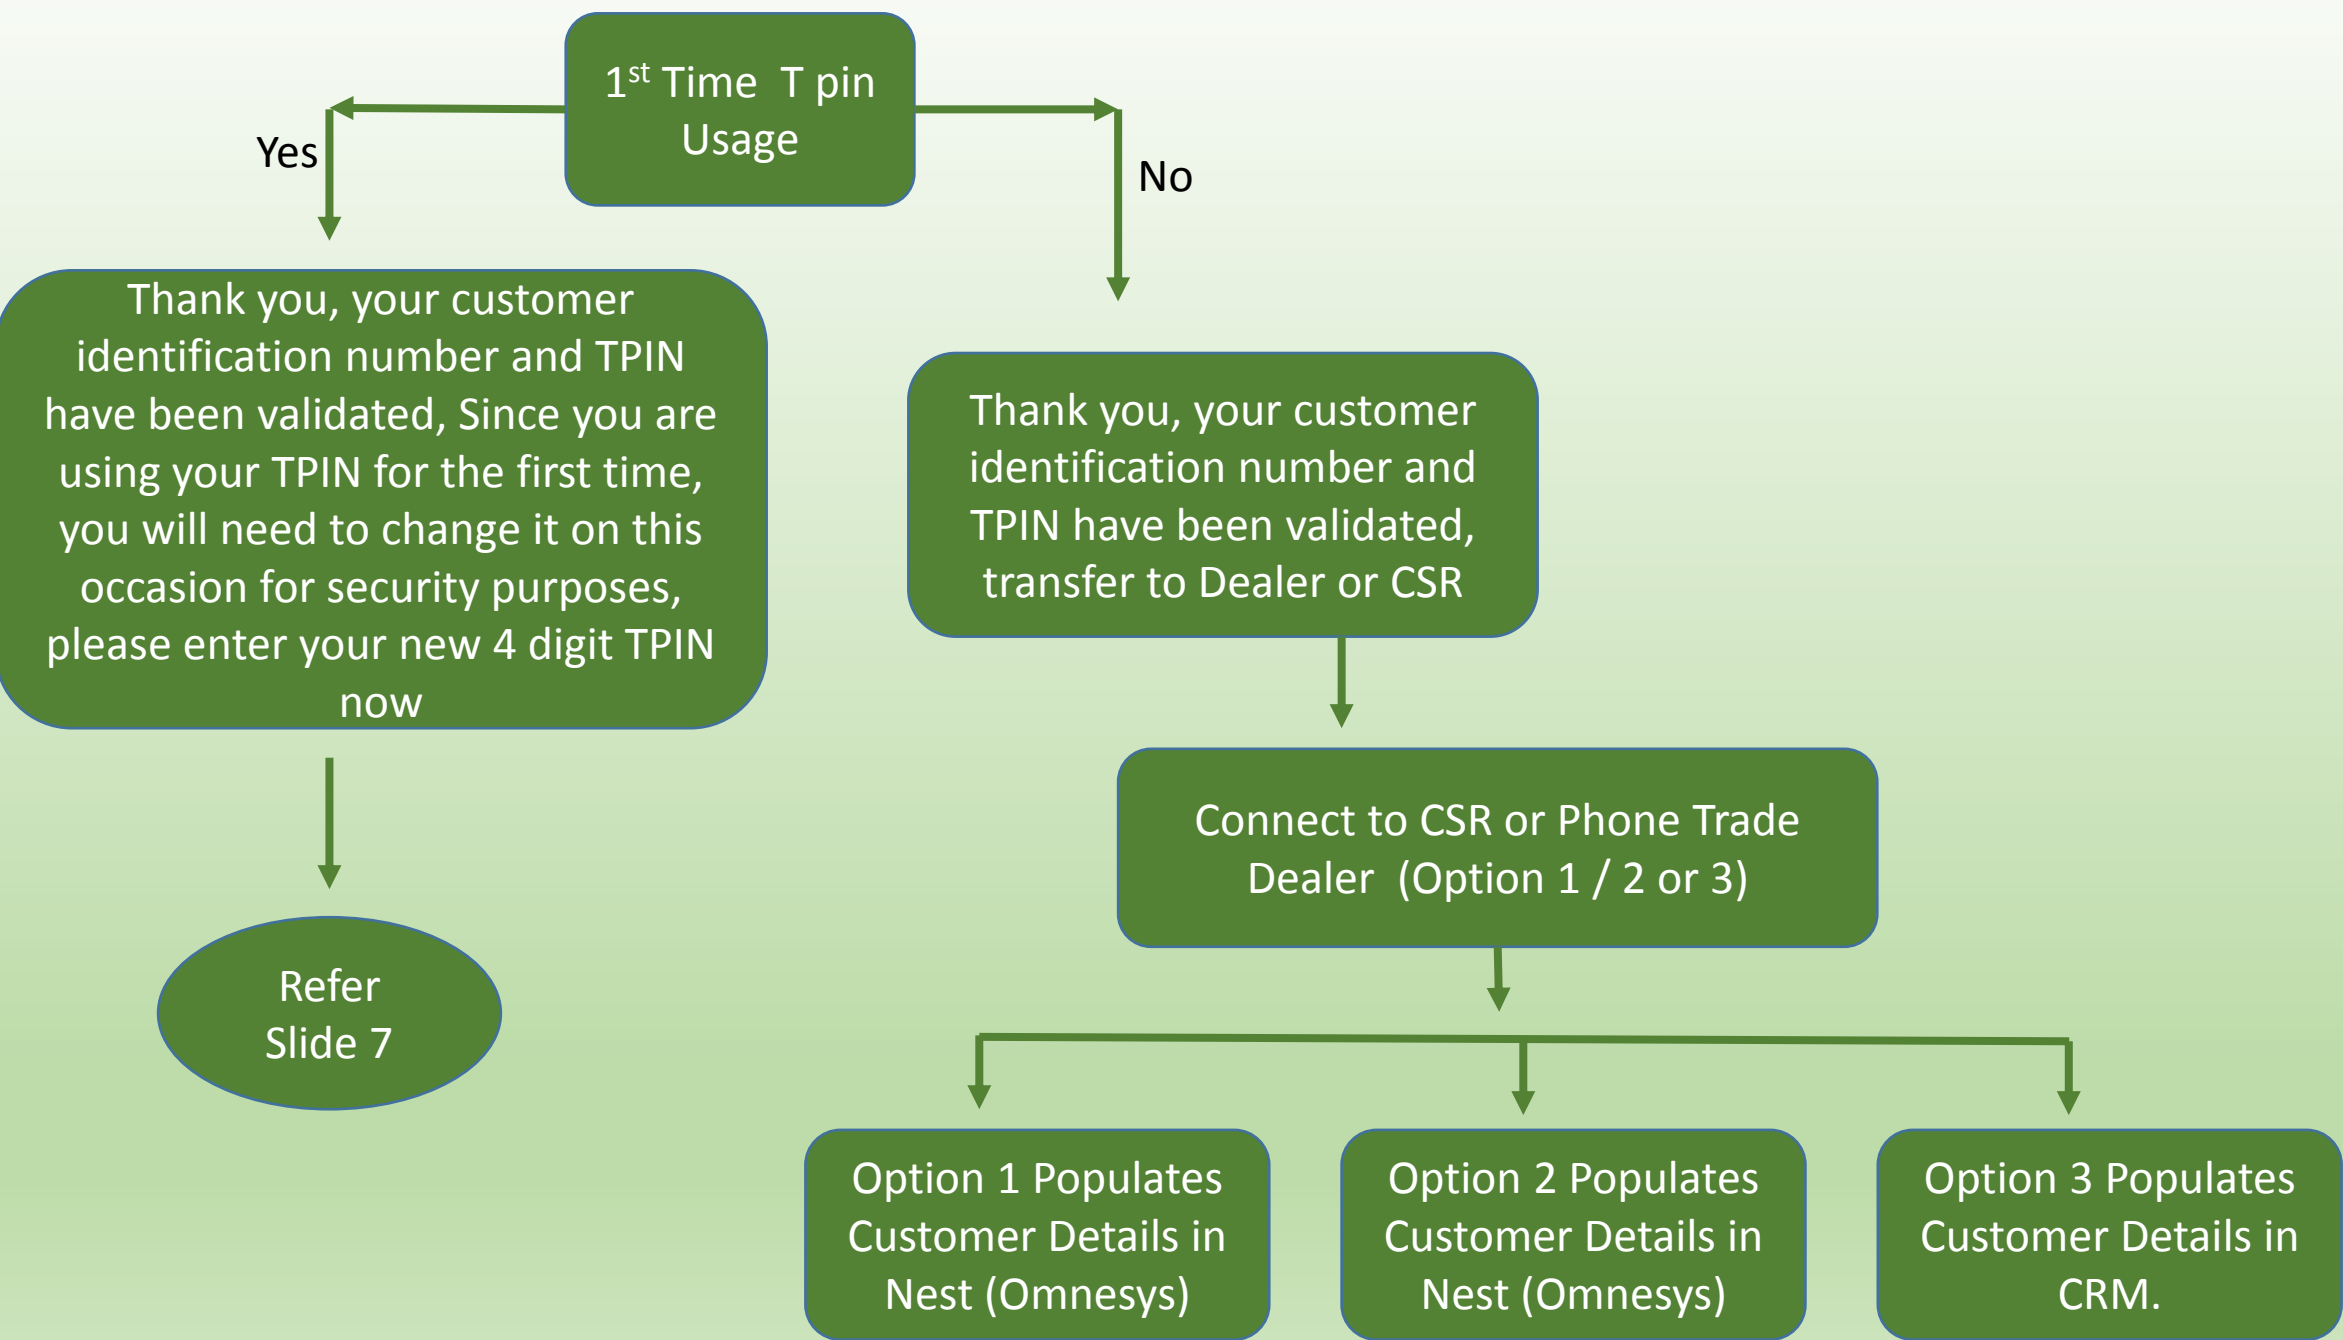 1st Time  T pin
Usage
Yes
No
Thank you, your customer
identification number and TPIN
have been validated, Since you are
using your TPIN for the first time,
you will need to change it on this
occasion for security purposes,
please enter your new 4 digit TPIN
now
Thank you, your customer
identification number and
TPIN have been validated,
transfer to Dealer or CSR
Connect to CSR or Phone Trade
Dealer  (Option 1 / 2 or 3)
Refer
Slide 7
Option 1 Populates
Customer Details in
Nest (Omnesys)
Option 2 Populates
Customer Details in
Nest (Omnesys)
Option 3 Populates
Customer Details in
CRM.